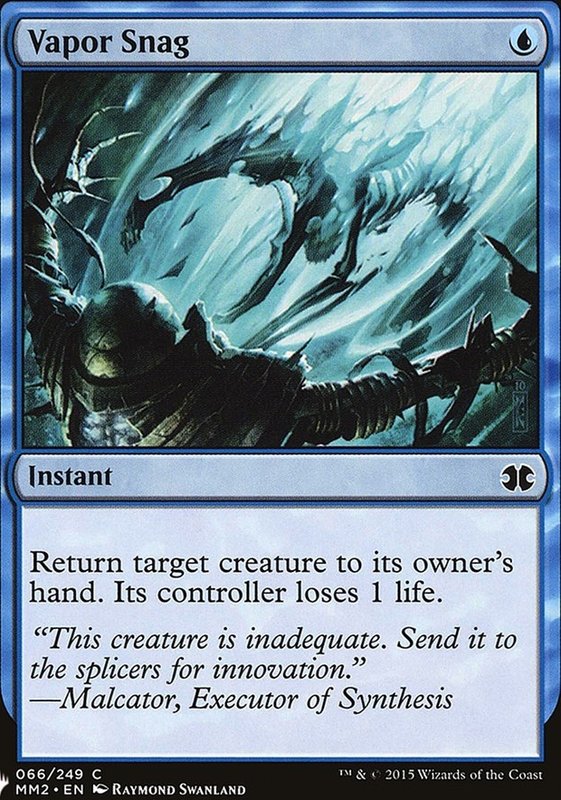 Vapor Snag
Instant
Return target creature to its owner's
hand. Its controller loses 1 life.
"This creature is inadequate. Send it to
the splicers for innovation."
—Malcator, Executor of Synthesis
066/249 C
MM2 • EN RAYMOND SWANLAND
™ & © 2015 Wizards of the Coast